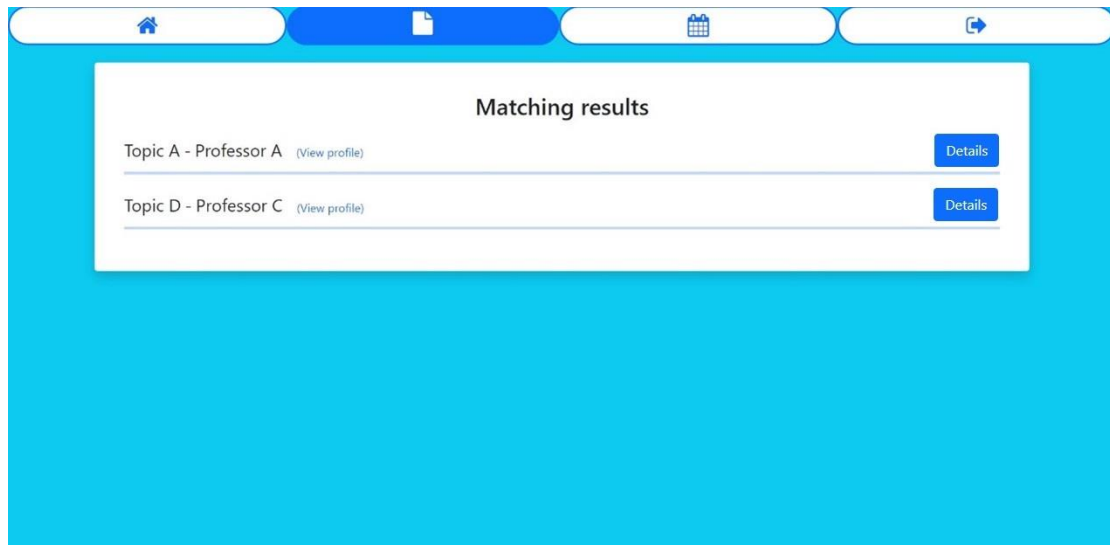 Matching results
Topic A - Professor A (View profile) Details
Topic D - Professor C (View profile) Details